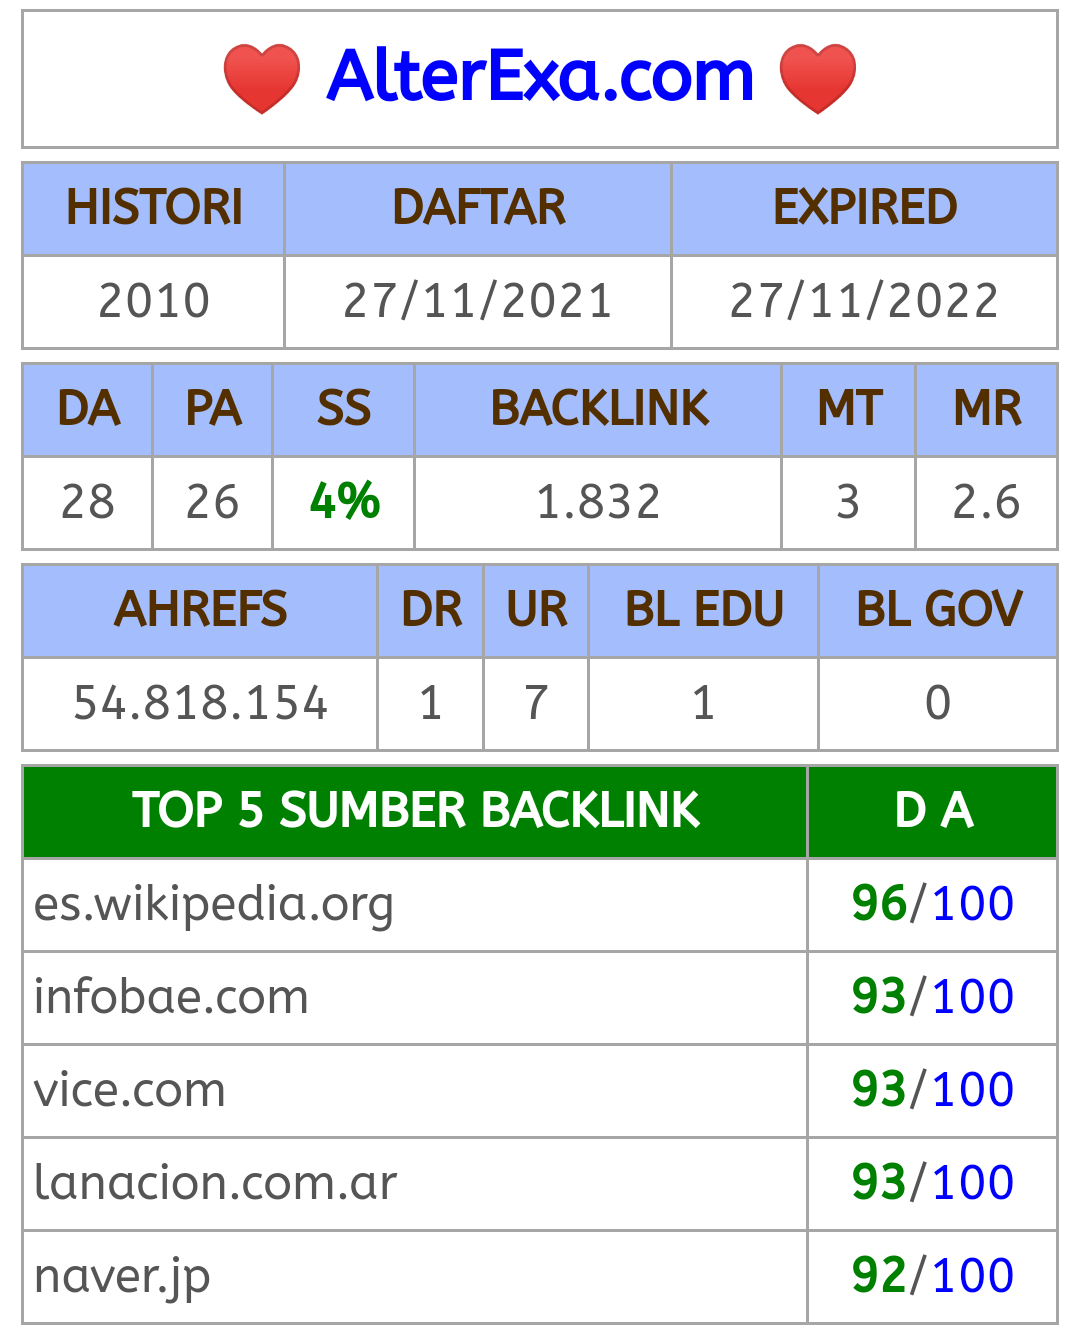 ❤️ AlterExa.com ❤️
HISTORI DAFTAR EXPIRED
2010 27/11/2021 27/11/2022
DA PA SS BACKLINK MT MR
28 26 4% 1.832 3 2.6
AHREFS DR UR BL EDU BL GOV
54.818.154 1 7 1 0
TOP 5 SUMBER BACKLINK D A
es.wikipedia.org 96/100
infobae.com 93/100
vice.com 93/100
lanacion.com.ar 93/100
naver.jp 92/100